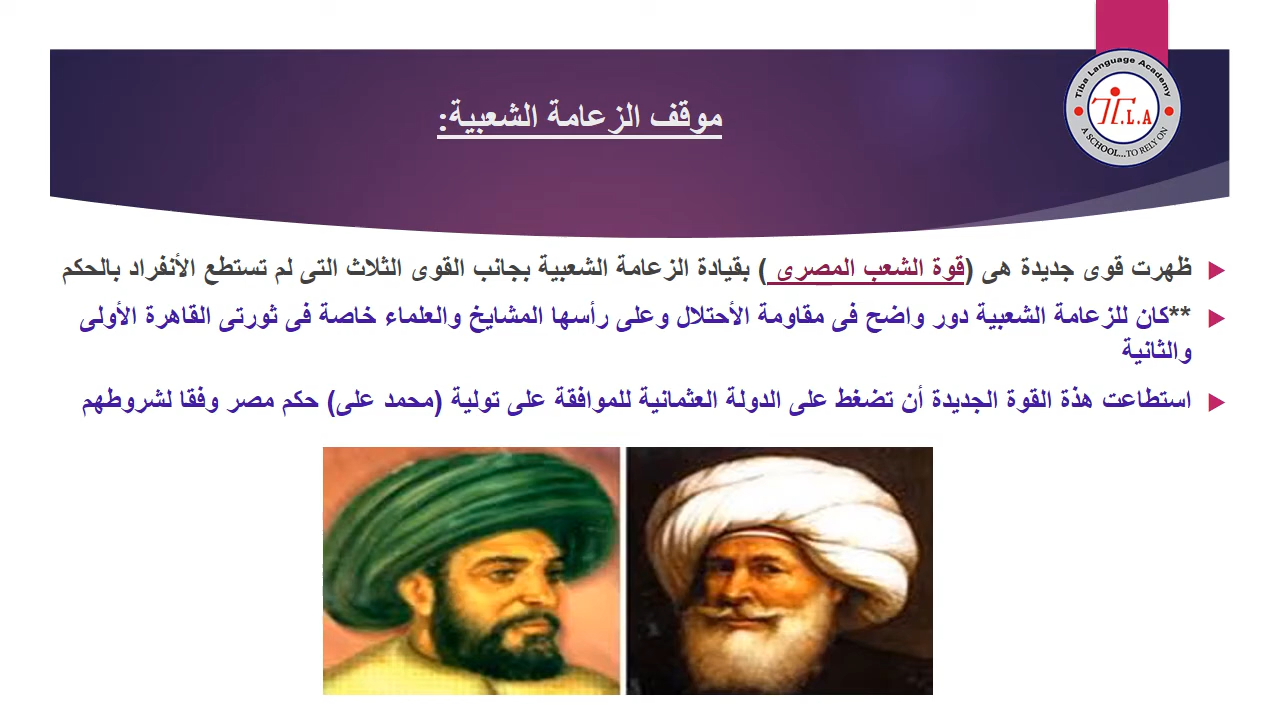 Tiba Language Academy
T.L.A
A SCHOOL...TO RELY ON
موقف الزعامة الشعبية:
ظهرت قوى جديدة هى (قوة الشعب المصرى ) بقيادة الزعامة الشعبية بجانب القوى الثلاث التى لم تستطع الأنفراد بالحكم
**كان للزعامة الشعبية دور واضح فى مقاومة الأحتلال وعلى رأسها المشايخ والعلماء خاصة فى ثورتى القاهرة الأولى
والثانية
استطاعت هذة القوة الجديدة أن تضغط على الدولة العثمانية للموافقة على تولية (محمد على) حكم مصر وفقا لشروطهم